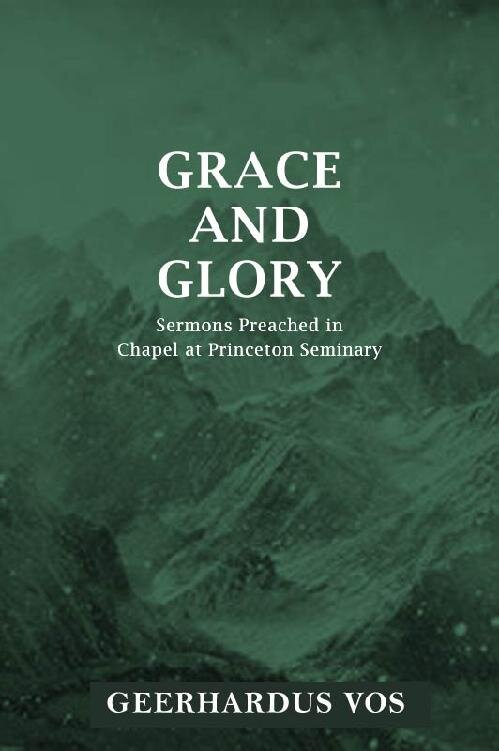 GRACE
AND
GLORY
Sermons Preached in
Chapel at Princeton Seminary
GEERHARDUS VOS